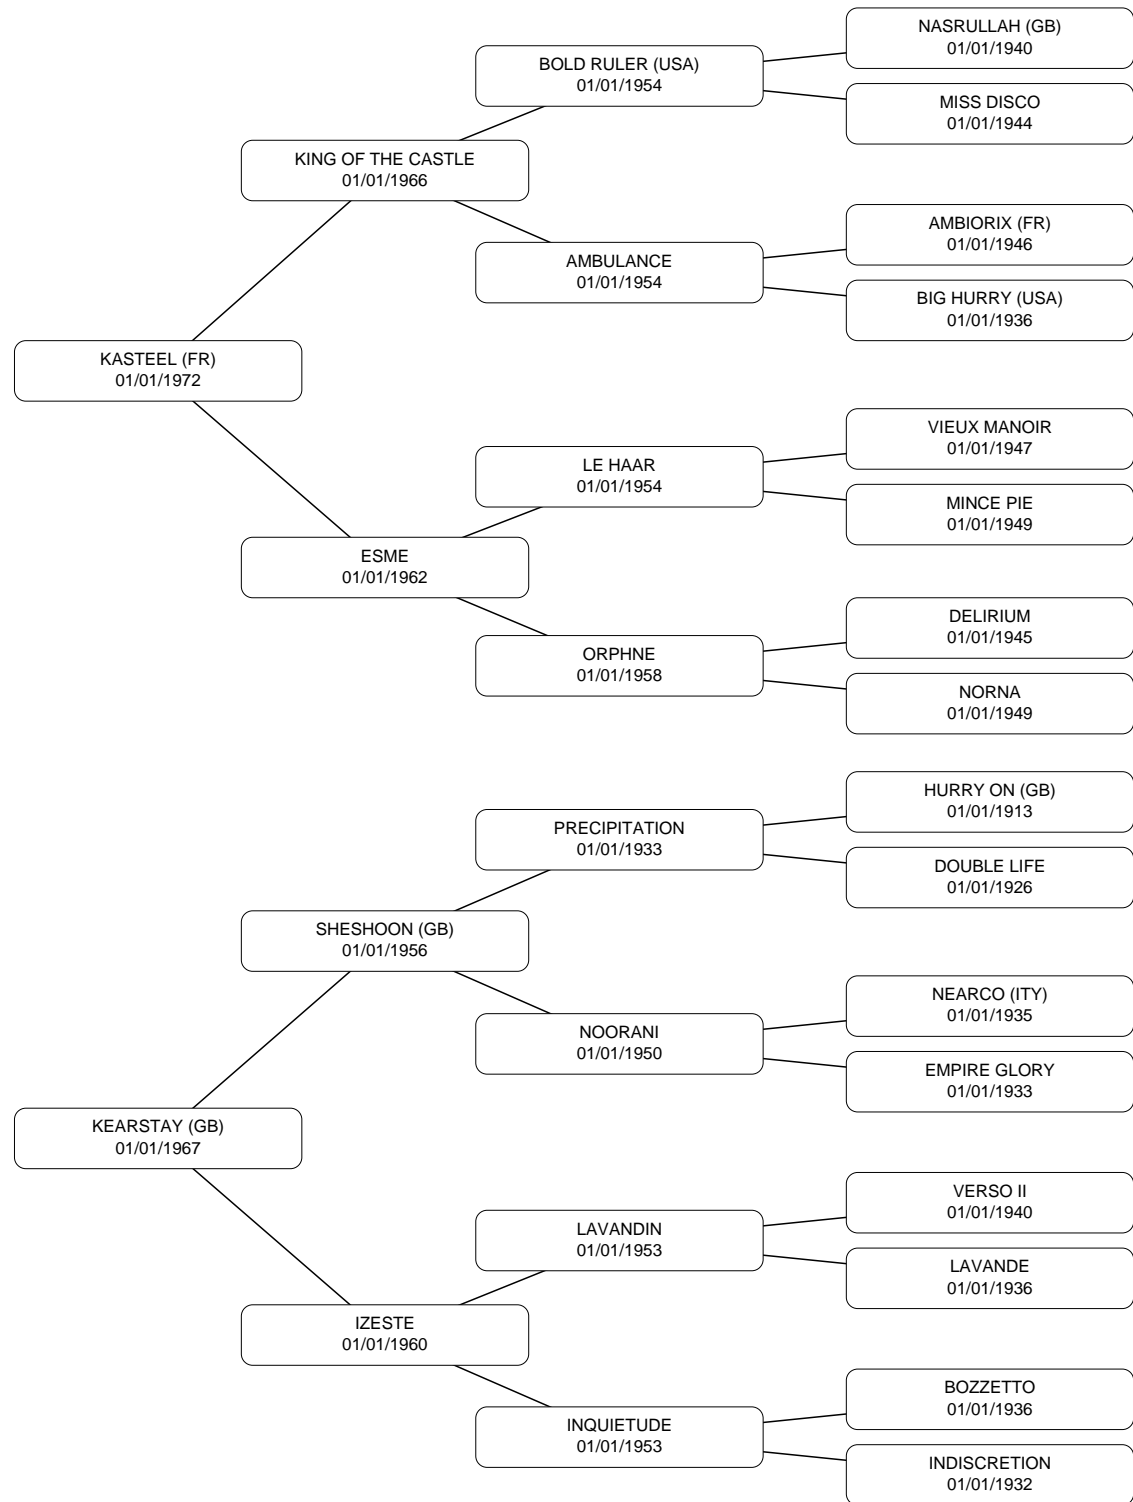 NASRULLAH (GB)
01/01/1940
BOLD RULER (USA)
01/01/1954
MISS DISCO
01/01/1944
KING OF THE CASTLE
01/01/1966
AMBIORIX (FR)
01/01/1946
AMBULANCE
01/01/1954
BIG HURRY (USA)
01/01/1936
KASTEEL (FR)
01/01/1972
VIEUX MANOIR
01/01/1947
LE HAAR
01/01/1954
MINCE PIE
01/01/1949
ESME
01/01/1962
DELIRIUM
01/01/1945
ORPHNE
01/01/1958
NORNA
01/01/1949
HURRY ON (GB)
01/01/1913
PRECIPITATION
01/01/1933
DOUBLE LIFE
01/01/1926
SHESHOON (GB)
01/01/1956
NEARCO (ITY)
01/01/1935
NOORANI
01/01/1950
EMPIRE GLORY
01/01/1933
KEARSTAY (GB)
01/01/1967
VERSO II
01/01/1940
LAVANDIN
01/01/1953
LAVANDE
01/01/1936
IZESTE
01/01/1960
BOZZETTO
01/01/1936
INQUIETUDE
01/01/1953
INDISCRETION
01/01/1932